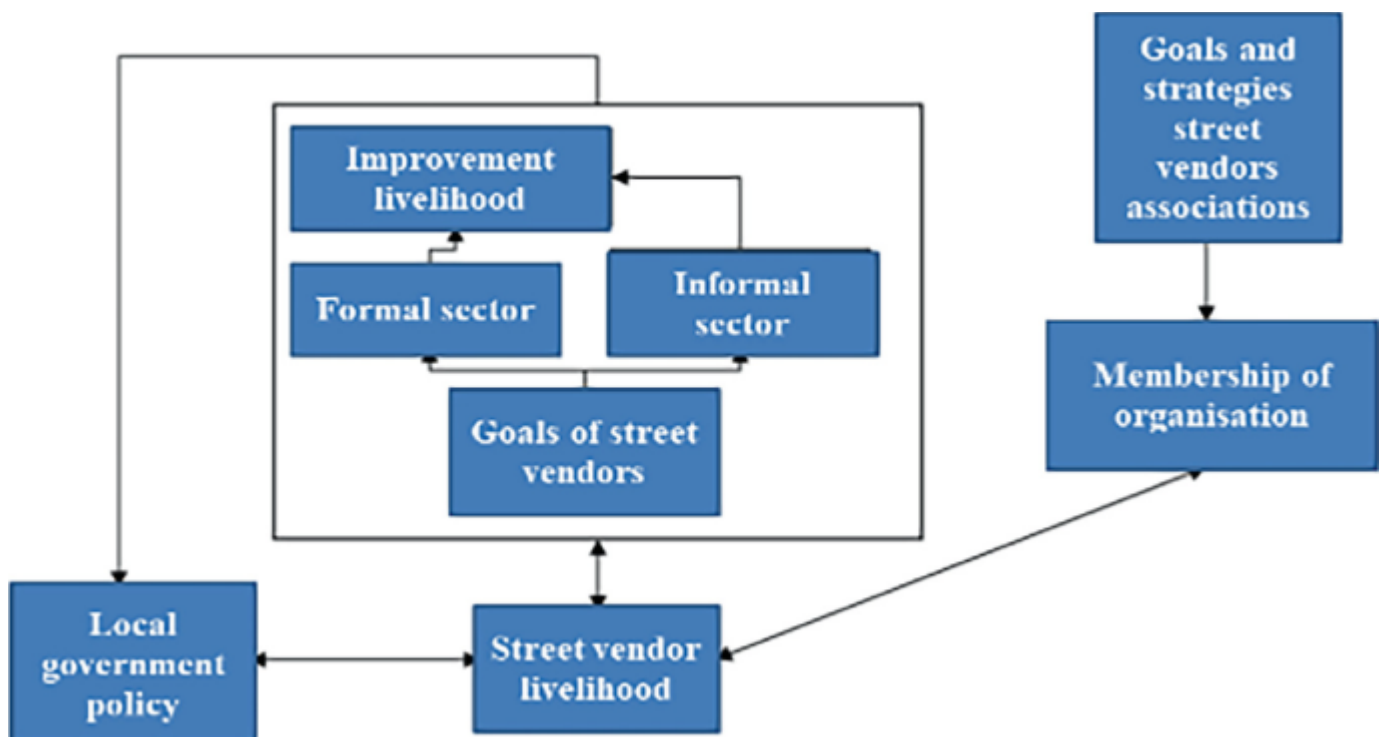 Goals and
strategies
street
vendors
associations
Improvement
livelihood
Formal sector
Informal
sector
Membership of
organisation
Goals of street
vendors
Local
government
policy
Street vendor
livelihood